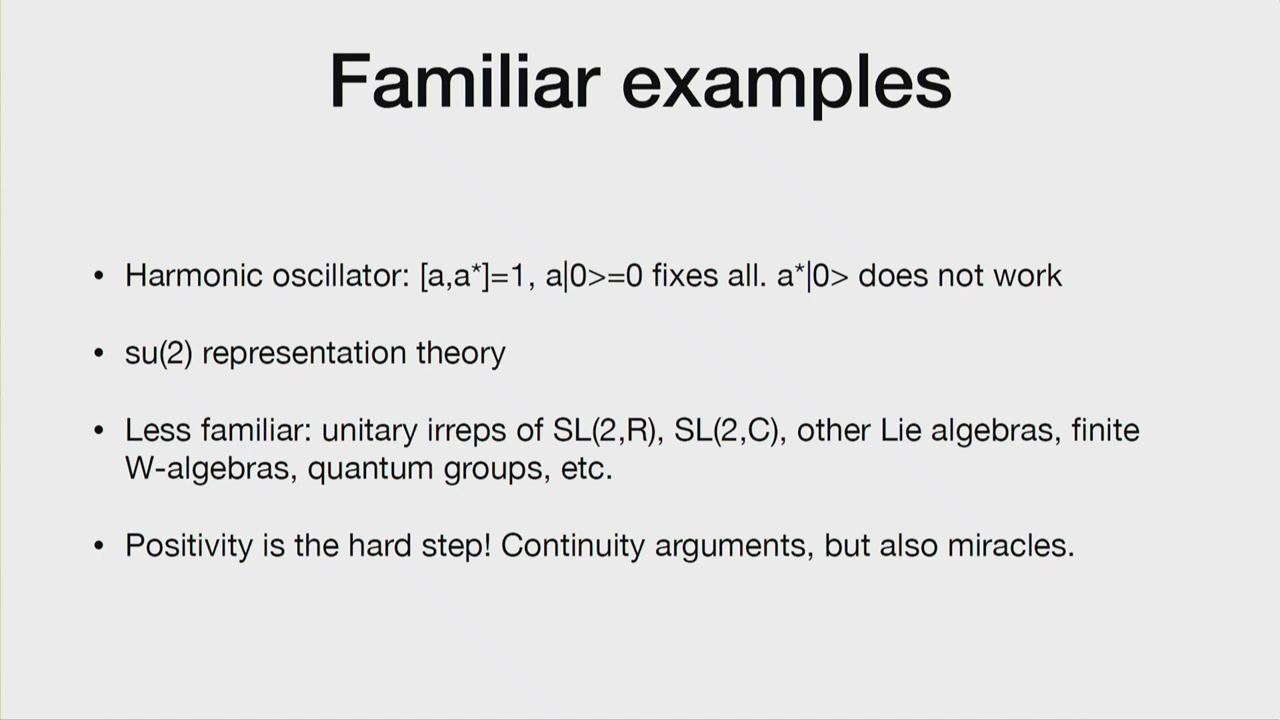 Familiar examples
• Harmonic oscillator: [a,a*]=1, a|0>=0 fixes all. a*|0> does not work
• su(2) representation theory
• Less familiar: unitary irreps of SL(2,R), SL(2,C), other Lie algebras, finite
W-algebras, quantum groups, etc.
• Positivity is the hard step! Continuity arguments, but also miracles.